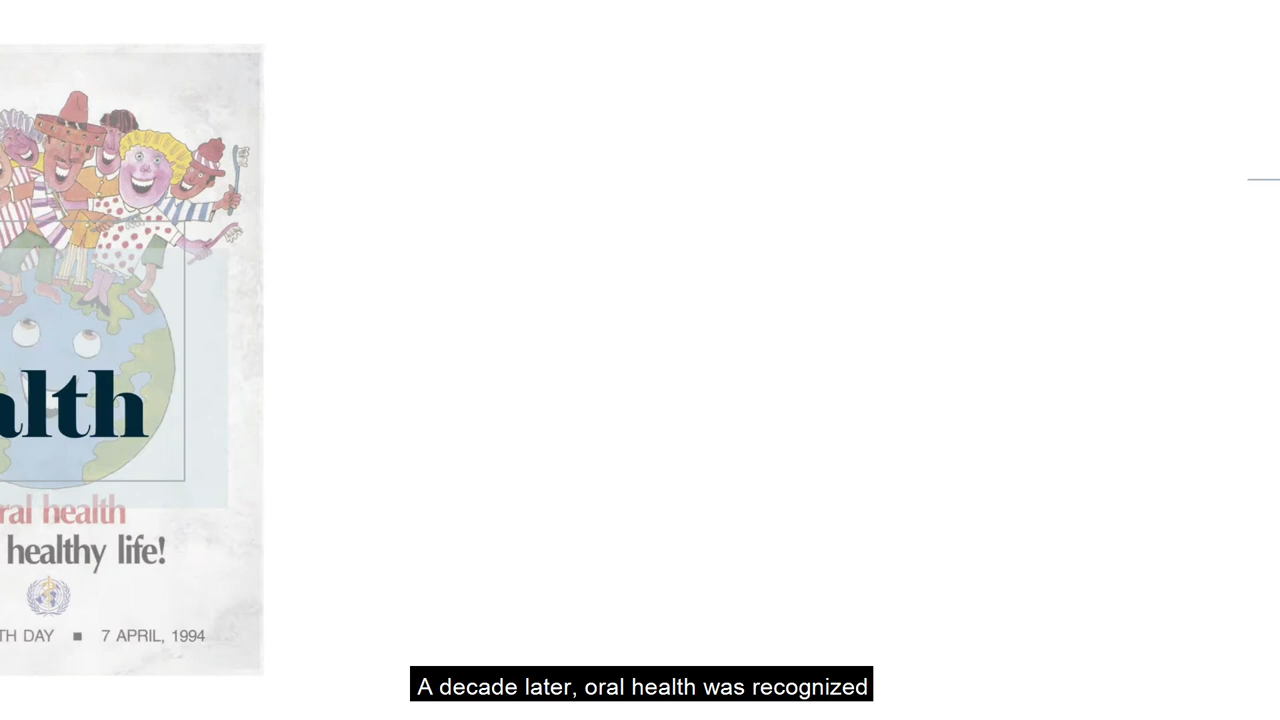 alth
ral health
healthy life!
TH DAY ■ 7 APRIL, 1994
A decade later, oral health was recognized